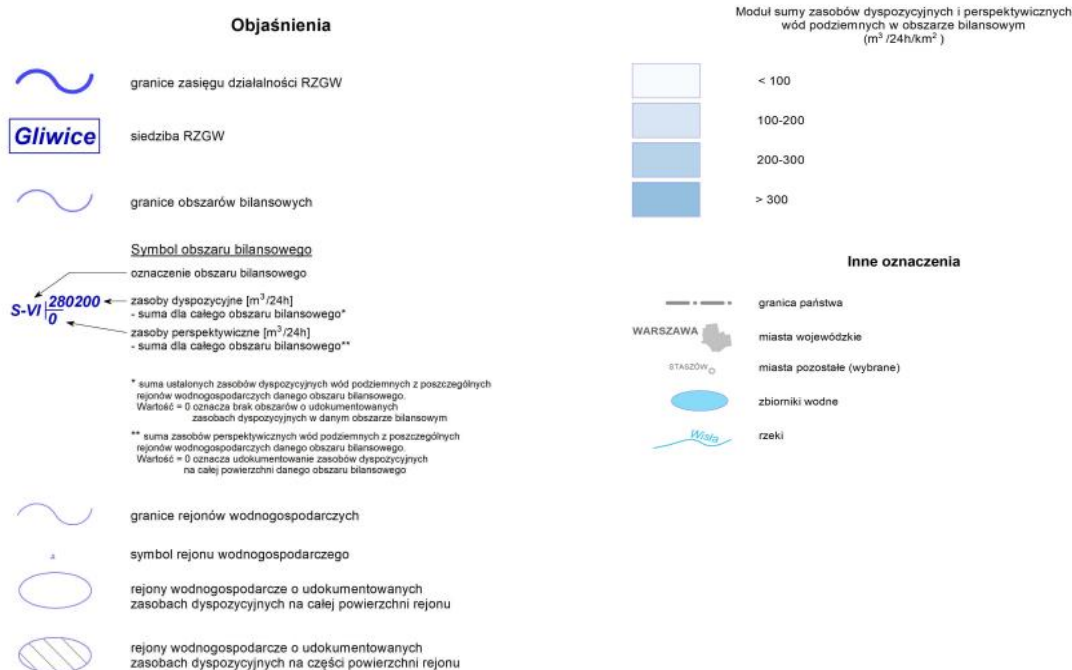 Objaśnienia
granice zasięgu działalności RZGW
Gliwice
siedziba RZGW
granice obszarów bilansowych
Symbol obszaru bilansowego
oznaczenie obszaru bilansowego
S-VI 280200
0
zasoby dyspozycyjne [m³/24h]
- suma dla całego obszaru bilansowego*
zasoby perspektywiczne [m³/24h]
- suma dla całego obszaru bilansowego**
* suma ustalonych zasobów dyspozycyjnych wód podziemnych z poszczególnych
rejonów wodnogospodarczych danego obszaru bilansowego.
Wartość = 0 oznacza brak obszarów o udokumentowanych
zasobach dyspozycyjnych w danym obszarze bilansowym
** suma zasobów perspektywicznych wód podziemnych z poszczególnych
rejonów wodnogospodarczych danego obszaru bilansowego.
Wartość = 0 oznacza udokumentowanie zasobów dyspozycyjnych
na całej powierzchni danego obszaru bilansowego
granice rejonów wodnogospodarczych
symbol rejonu wodnogospodarczego
rejony wodnogospodarcze o udokumentowanych
zasobach dyspozycyjnych na całej powierzchni rejonu
rejony wodnogospodarcze o udokumentowanych
zasobach dyspozycyjnych na części powierzchni rejonu
Moduł sumy zasobów dyspozycyjnych i perspektywicznych
wód podziemnych w obszarze bilansowym
(m³ /24h/km² )
< 100
100-200
200-300
> 300
Inne oznaczenia
granica państwa
WARSZAWA
miasta wojewódzkie
STASZÓW
miasta pozostałe (wybrane)
zbiorniki wodne
Wisła
rzeki